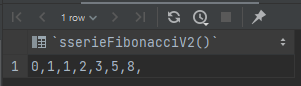 1 row
`sserieFibonacciV2()`
1 0,1,1,2,3,5,8,